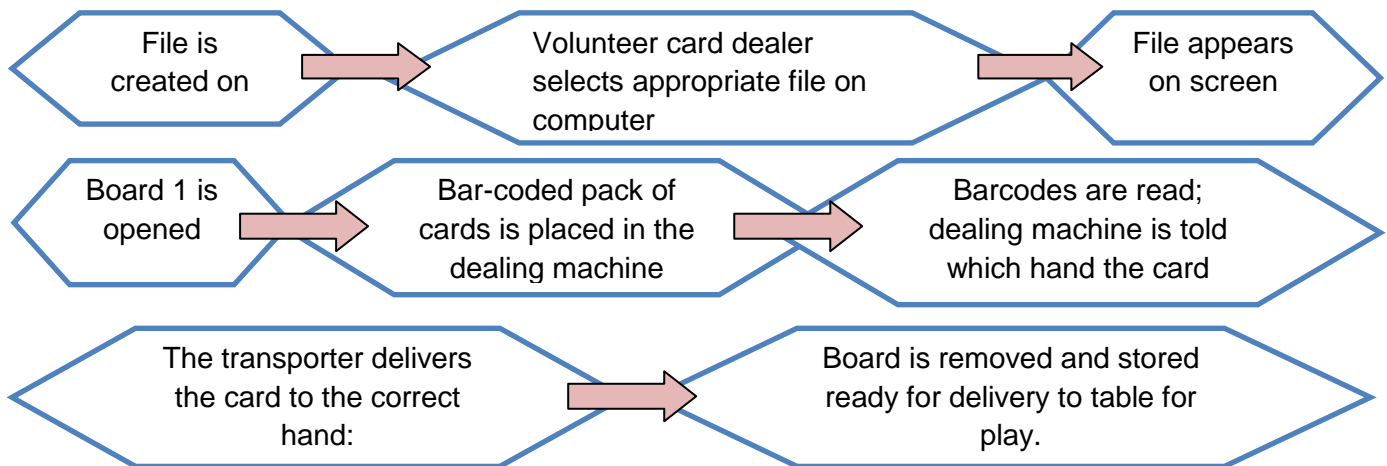 File is
created on
Volunteer card dealer
selects appropriate file on
computer
File appears
on screen
Board 1 is
opened
Bar-coded pack of
cards is placed in the
dealing machine
Barcodes are read;
dealing machine is told
which hand the card
The transporter delivers
the card to the correct
hand:
Board is removed and stored
ready for delivery to table for
play.